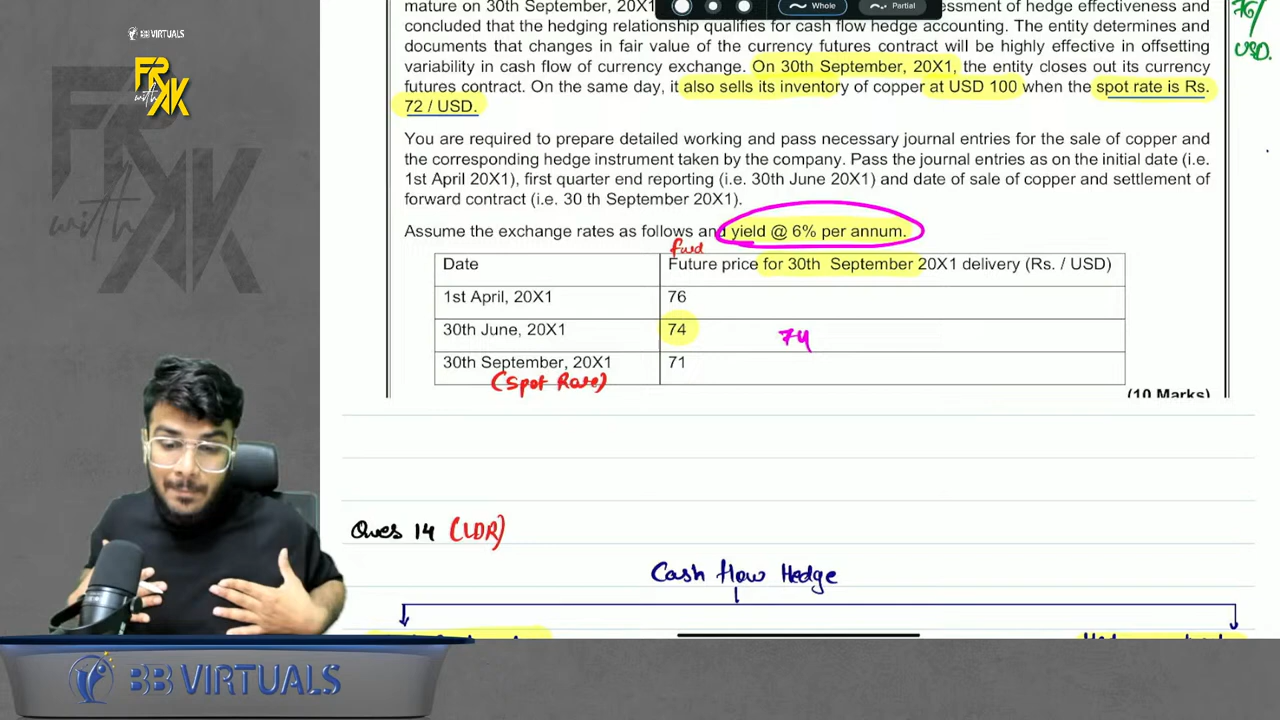 BB VIRTUALS
FR
with
AK
FR
with
AK
mature on 30th September, 20X1
Whole
Partial
ssment of hedge effectiveness and
concluded that the hedging relationship qualifies for cash flow hedge accounting. The entity determines and
documents that changes in fair value of the currency futures contract will be highly effective in offsetting
variability in cash flow of currency exchange. On 30th September, 20X1, the entity closes out its currency
futures contract. On the same day, it also sells its inventory of copper at USD 100 when the spot rate is Rs.
72 / USD.
76/
USD.
You are required to prepare detailed working and pass necessary journal entries for the sale of copper and
the corresponding hedge instrument taken by the company. Pass the journal entries as on the initial date (i.e.
1st April 20X1), first quarter end reporting (i.e. 30th June 20X1) and date of sale of copper and settlement of
forward contract (i.e. 30 th September 20X1).
Assume the exchange rates as follows and yield @ 6% per annum.
fwd
Date Future price for 30th September 20X1 delivery (Rs. / USD)
1st April, 20X1 76
30th June, 20X1 74 74
30th September, 20X1 71
(Spot Rate)
(10 Marks)
Ques 14 (LDR)
Cash flow Hedge
BB VIRTUALS